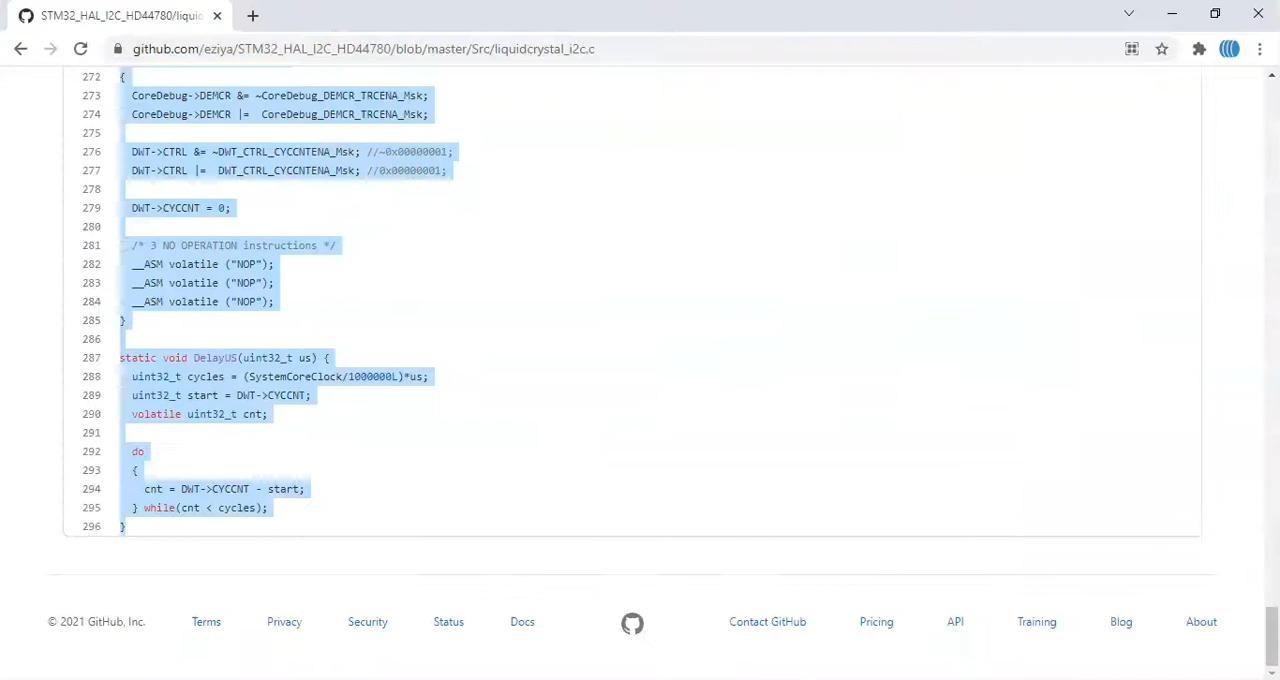 STM32_HAL_I2C_HD44780/liquid
github.com/eziya/STM32_HAL_I2C_HD44780/blob/master/Src/liquidcrystal_i2c.c
272 {
273 CoreDebug->DEMCR &= ~CoreDebug_DEMCR_TRCENA_Msk;
274 CoreDebug->DEMCR |=  CoreDebug_DEMCR_TRCENA_Msk;
275
276 DWT->CTRL &= ~DWT_CTRL_CYCCNTENA_Msk; //~0x00000001;
277 DWT->CTRL |=  DWT_CTRL_CYCCNTENA_Msk; //0x00000001;
278
279 DWT->CYCCNT = 0;
280
281 /* 3 NO OPERATION instructions */
282 __ASM volatile ("NOP");
283 __ASM volatile ("NOP");
284 __ASM volatile ("NOP");
285 }
286
287 static void DelayUS(uint32_t us) {
288 uint32_t cycles = (SystemCoreClock/1000000L)*us;
289 uint32_t start = DWT->CYCCNT;
290 volatile uint32_t cnt;
291
292 do
293 {
294 cnt = DWT->CYCCNT - start;
295 } while(cnt < cycles);
296 }
© 2021 GitHub, Inc. Terms Privacy Security Status Docs Contact GitHub Pricing API Training Blog About